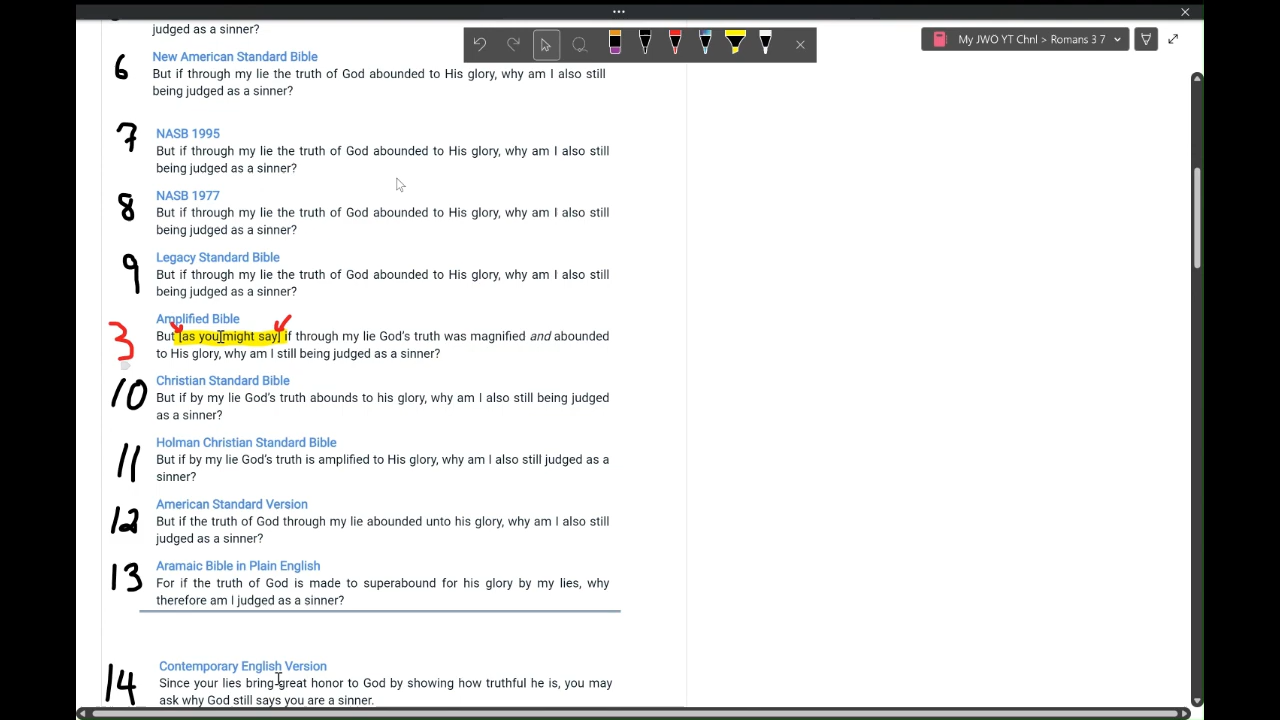 judged as a sinner?
My JWO YT Chnl > Romans 3 7
6 New American Standard Bible
But if through my lie the truth of God abounded to His glory, why am I also still
being judged as a sinner?
7 NASB 1995
But if through my lie the truth of God abounded to His glory, why am I also still
being judged as a sinner?
8 NASB 1977
But if through my lie the truth of God abounded to His glory, why am I also still
being judged as a sinner?
9 Legacy Standard Bible
But if through my lie the truth of God abounded to His glory, why am I also still
being judged as a sinner?
3 Amplified Bible
But [as you might say] if through my lie God's truth was magnified and abounded
to His glory, why am I still being judged as a sinner?
10 Christian Standard Bible
But if by my lie God's truth abounds to his glory, why am I also still being judged
as a sinner?
11 Holman Christian Standard Bible
But if by my lie God's truth is amplified to His glory, why am I also still judged as a
sinner?
12 American Standard Version
But if the truth of God through my lie abounded unto his glory, why am I also still
judged as a sinner?
13 Aramaic Bible in Plain English
For if the truth of God is made to superabound for his glory by my lies, why
therefore am I judged as a sinner?
14 Contemporary English Version
Since your lies bring great honor to God by showing how truthful he is, you may
ask why God still says you are a sinner.